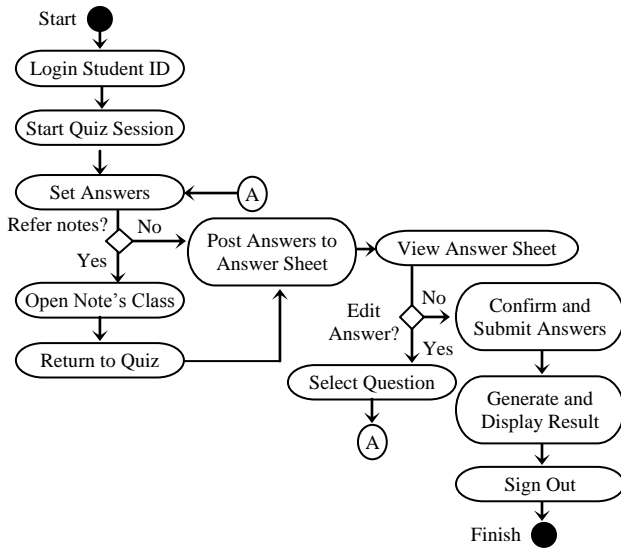 Start
Login Student ID
Start Quiz Session
Set Answers
A
Refer notes?
No
Yes
Open Note's Class
Return to Quiz
Post Answers to
Answer Sheet
View Answer Sheet
Edit
Answer?
No
Yes
Select Question
A
Confirm and
Submit Answers
Generate and
Display Result
Sign Out
Finish